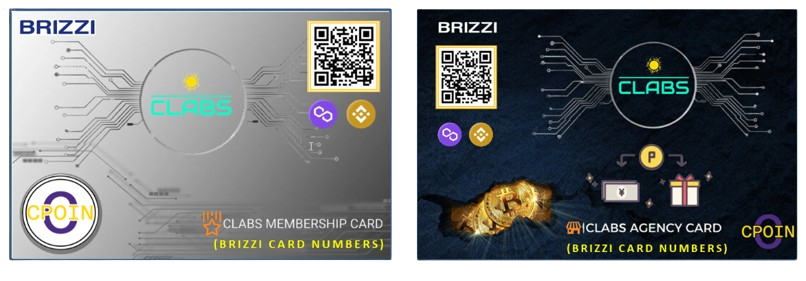 BRIZZI
CLABS
CPOIN
CLABS MEMBERSHIP CARD
(BRIZZI CARD NUMBERS)
BRIZZI
CLABS
P
¥
CLABS AGENCY CARD
(BRIZZI CARD NUMBERS)
CPOIN